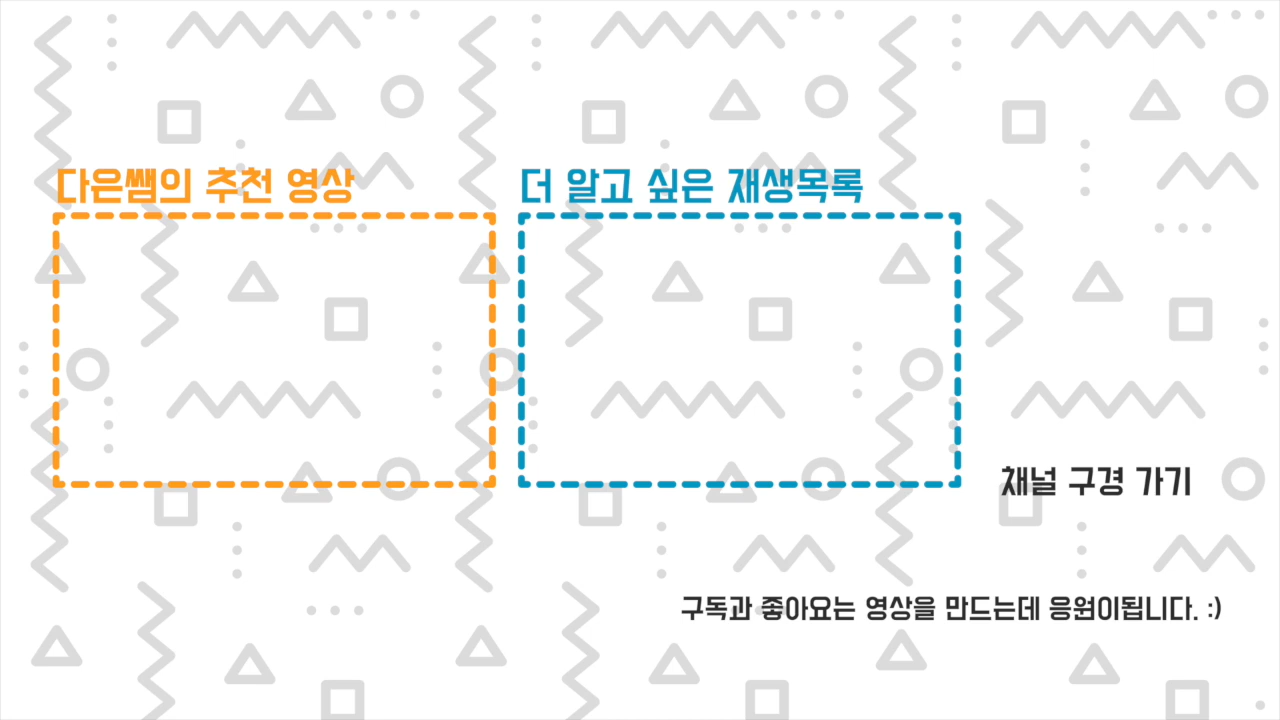 다은쌤의 추천 영상
더 알고 싶은 재생목록
채널 구경 가기
구독과 좋아요는 영상을 만드는데 응원이됩니다. :)